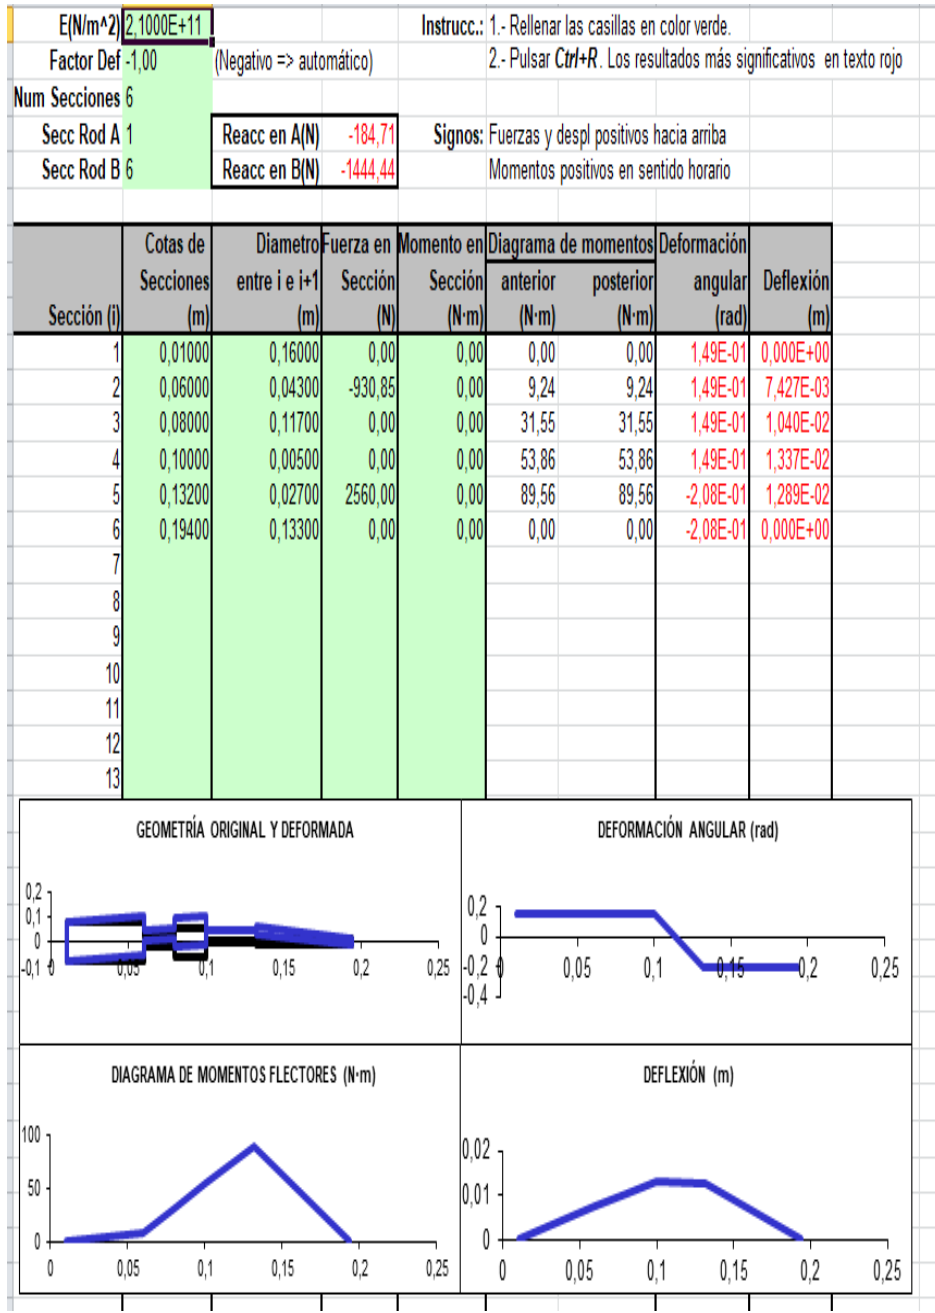 E(N/m^2) 2,1000E+11 Instrucc.: 1.- Rellenar las casillas en color verde.
Factor Def -1,00 (Negativo => automático) 2.- Pulsar Ctrl+R. Los resultados más significativos en texto rojo
Num Secciones 6
Secc Rod A 1 Reacc en A(N) -184,71 Signos: Fuerzas y despl positivos hacia arriba
Secc Rod B 6 Reacc en B(N) -1444,44 Momentos positivos en sentido horario
Cotas de Diametro Fuerza en Momento en Diagrama de momentos Deformación
Secciones entre i e i+1 Sección Sección anterior posterior angular Deflexión
Sección (i) (m) (m) (N) (N·m) (N·m) (N·m) (rad) (m)
1 0,01000 0,16000 0,00 0,00 0,00 0,00 1,49E-01 0,000E+00
2 0,06000 0,04300 -930,85 0,00 9,24 9,24 1,49E-01 7,427E-03
3 0,08000 0,11700 0,00 0,00 31,55 31,55 1,49E-01 1,040E-02
4 0,10000 0,00500 0,00 0,00 53,86 53,86 1,49E-01 1,337E-02
5 0,13200 0,02700 2560,00 0,00 89,56 89,56 -2,08E-01 1,289E-02
6 0,19400 0,13300 0,00 0,00 0,00 0,00 -2,08E-01 0,000E+00
7
8
9
10
11
12
13
GEOMETRÍA ORIGINAL Y DEFORMADA
0,2
0,1
0
-0,1 0 0,05 0,1 0,15 0,2 0,25
DEFORMACIÓN ANGULAR (rad)
0,2
0
-0,2 0 0,05 0,1 0,15 0,2 0,25
-0,4
DIAGRAMA DE MOMENTOS FLECTORES (N·m)
100
50
0
0 0,05 0,1 0,15 0,2 0,25
DEFLEXIÓN (m)
0,02
0,01
0
0 0,05 0,1 0,15 0,2 0,25